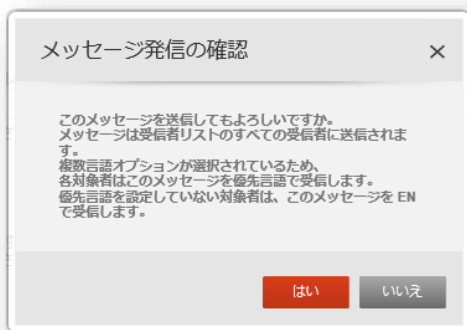 メッセージ発信の確認
このメッセージを送信してもよろしいですか。
メッセージは受信者リストのすべての受信者に送信されま
す。
複数言語オプションが選択されているため、
各対象者はこのメッセージを優先言語で受信します。
優先言語を設定していない対象者は、このメッセージを EN
で受信します。
はい
いいえ